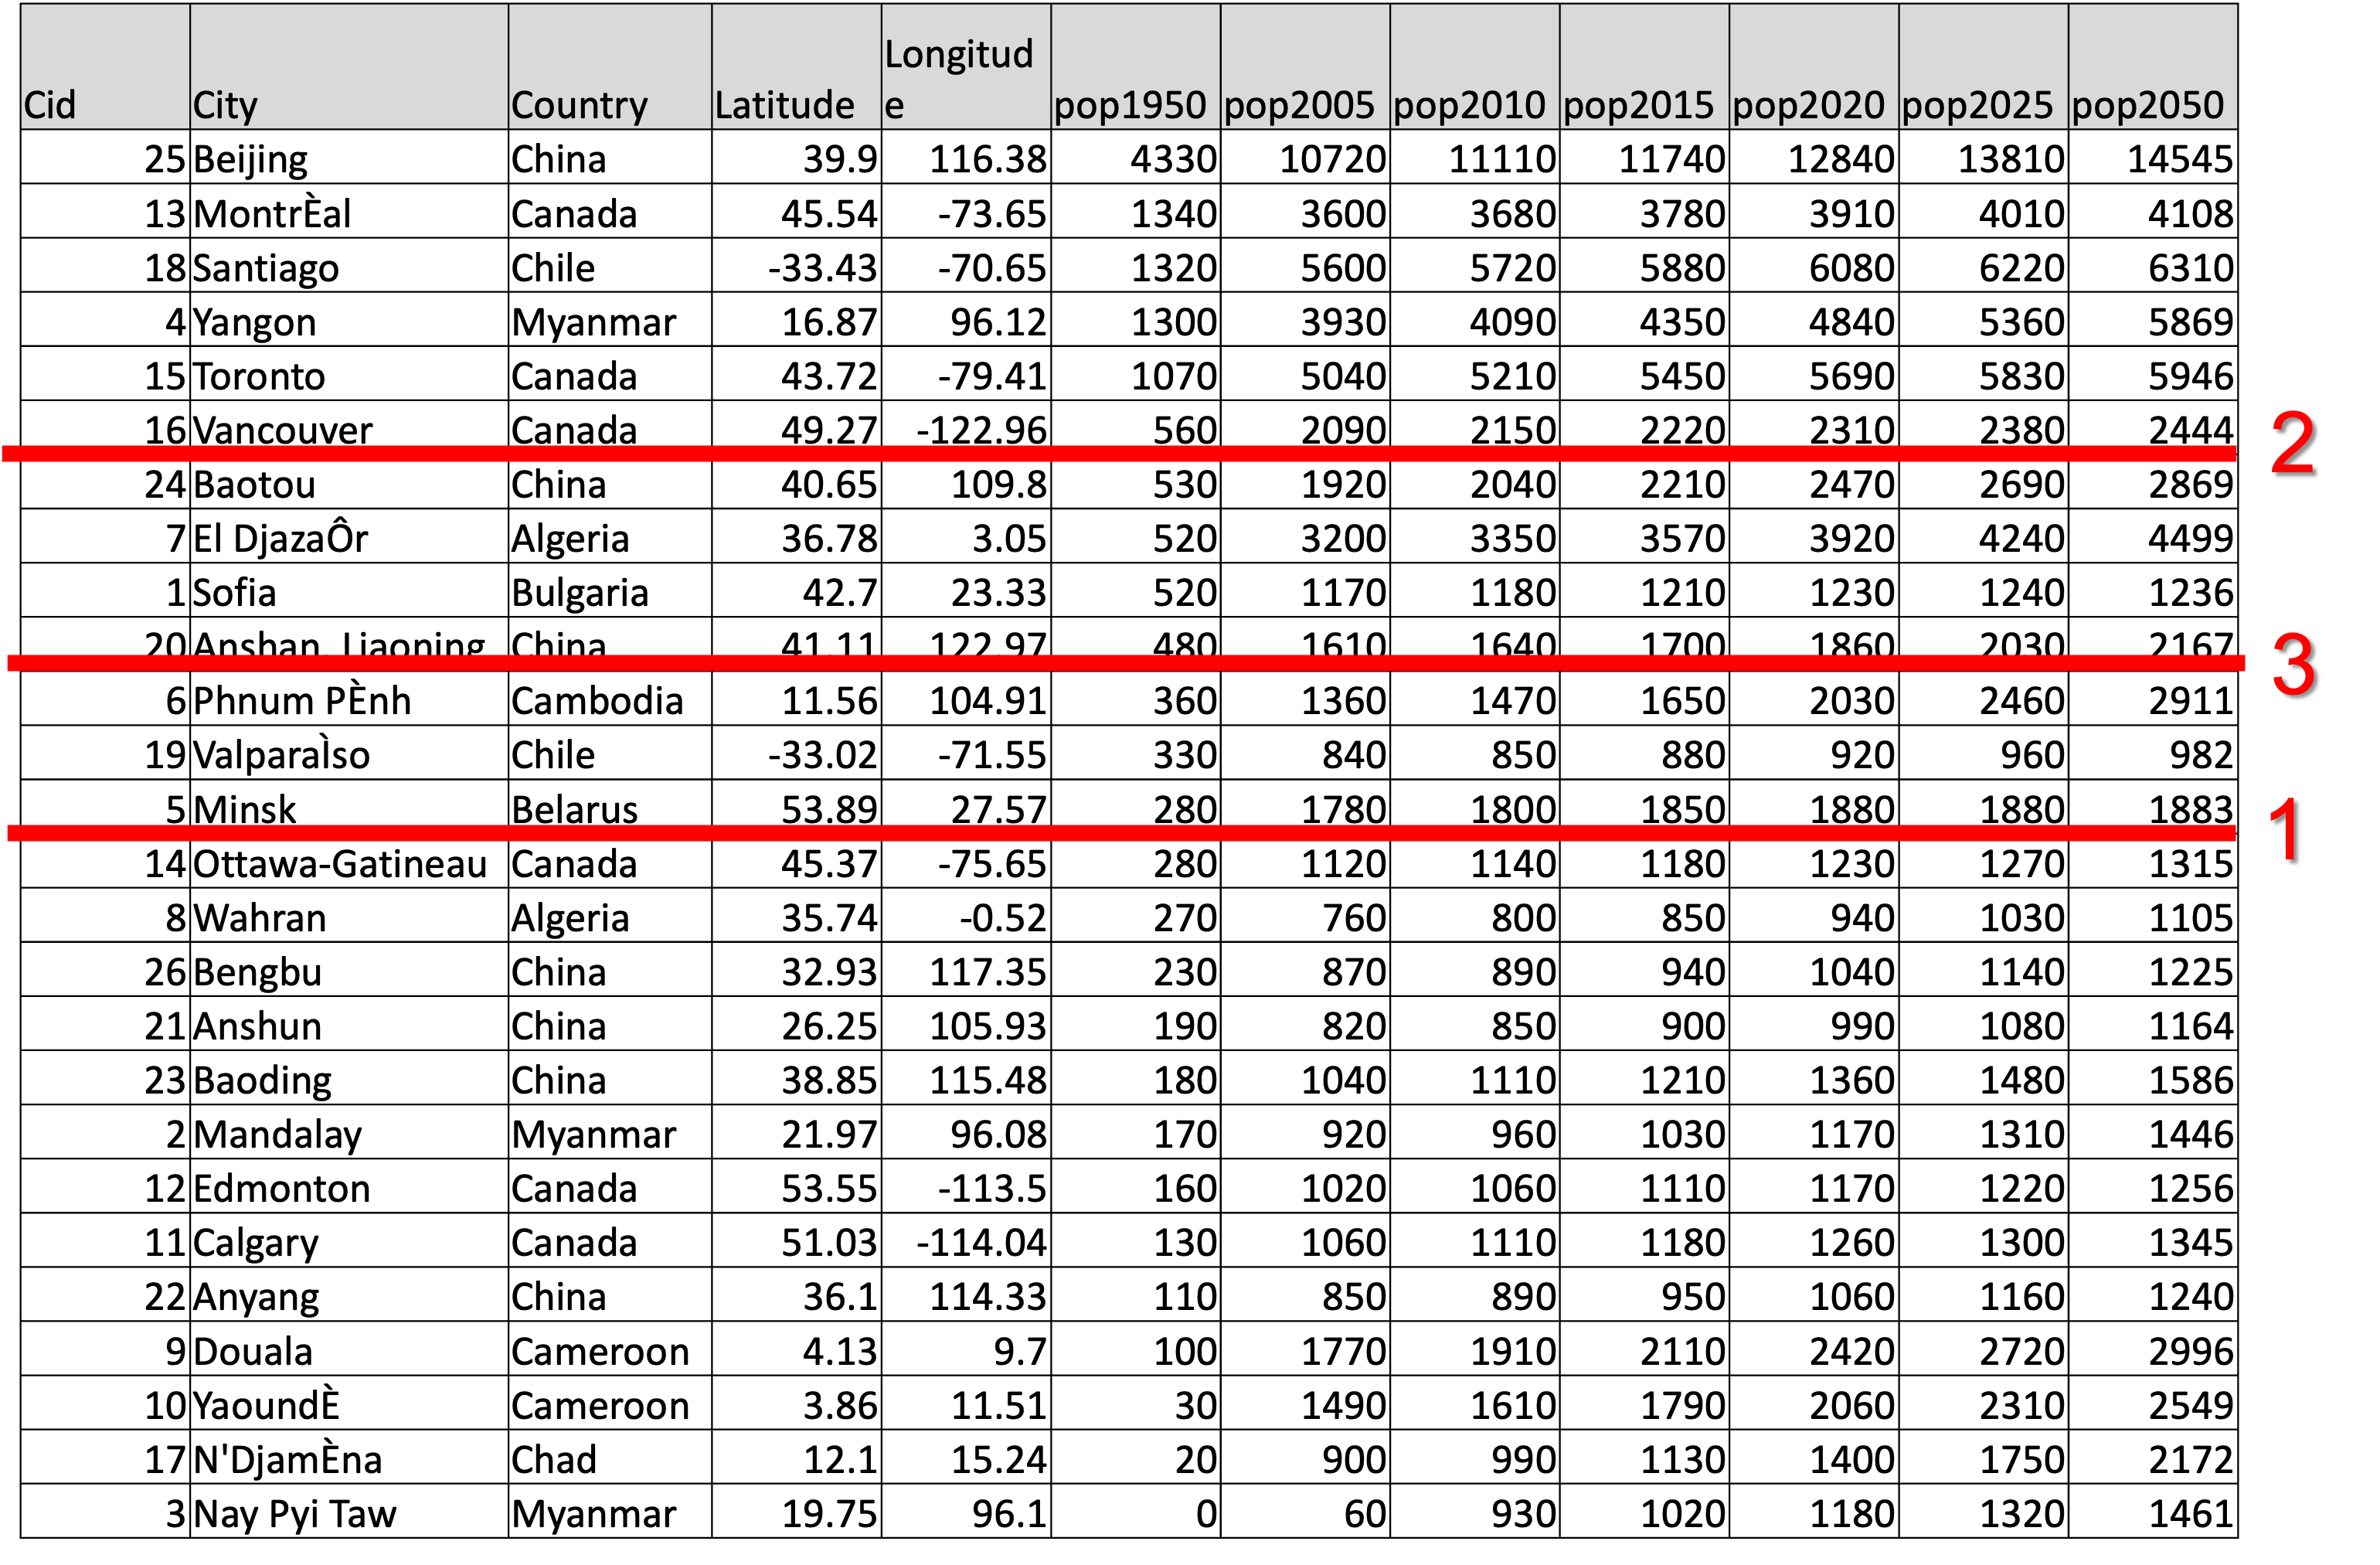 Cid City Country Latitude Longitud e pop1950 pop2005 pop2010 pop2015 pop2020 pop2025 pop2050
25 Beijing China 39.9 116.38 4330 10720 11110 11740 12840 13810 14545
13 MontrÈal Canada 45.54 -73.65 1340 3600 3680 3780 3910 4010 4108
18 Santiago Chile -33.43 -70.65 1320 5600 5720 5880 6080 6220 6310
4 Yangon Myanmar 16.87 96.12 1300 3930 4090 4350 4840 5360 5869
15 Toronto Canada 43.72 -79.41 1070 5040 5210 5450 5690 5830 5946
16 Vancouver Canada 49.27 -122.96 560 2090 2150 2220 2310 2380 2444 2
24 Baotou China 40.65 109.8 530 1920 2040 2210 2470 2690 2869
7 El DjazaÔr Algeria 36.78 3.05 520 3200 3350 3570 3920 4240 4499
1 Sofia Bulgaria 42.7 23.33 520 1170 1180 1210 1230 1240 1236
20 Anshan, Liaoning China 41.11 122.97 480 1610 1640 1700 1860 2030 2167 3
6 Phnum PÈnh Cambodia 11.56 104.91 360 1360 1470 1650 2030 2460 2911
19 ValparaÌso Chile -33.02 -71.55 330 840 850 880 920 960 982
5 Minsk Belarus 53.89 27.57 280 1780 1800 1850 1880 1880 1883 1
14 Ottawa-Gatineau Canada 45.37 -75.65 280 1120 1140 1180 1230 1270 1315
8 Wahran Algeria 35.74 -0.52 270 760 800 850 940 1030 1105
26 Bengbu China 32.93 117.35 230 870 890 940 1040 1140 1225
21 Anshun China 26.25 105.93 190 820 850 900 990 1080 1164
23 Baoding China 38.85 115.48 180 1040 1110 1210 1360 1480 1586
2 Mandalay Myanmar 21.97 96.08 170 920 960 1030 1170 1310 1446
12 Edmonton Canada 53.55 -113.5 160 1020 1060 1110 1170 1220 1256
11 Calgary Canada 51.03 -114.04 130 1060 1110 1180 1260 1300 1345
22 Anyang China 36.1 114.33 110 850 890 950 1060 1160 1240
9 Douala Cameroon 4.13 9.7 100 1770 1910 2110 2420 2720 2996
10 YaoundÈ Cameroon 3.86 11.51 30 1490 1610 1790 2060 2310 2549
17 N'DjamÈna Chad 12.1 15.24 20 900 990 1130 1400 1750 2172
3 Nay Pyi Taw Myanmar 19.75 96.1 0 60 930 1020 1180 1320 1461